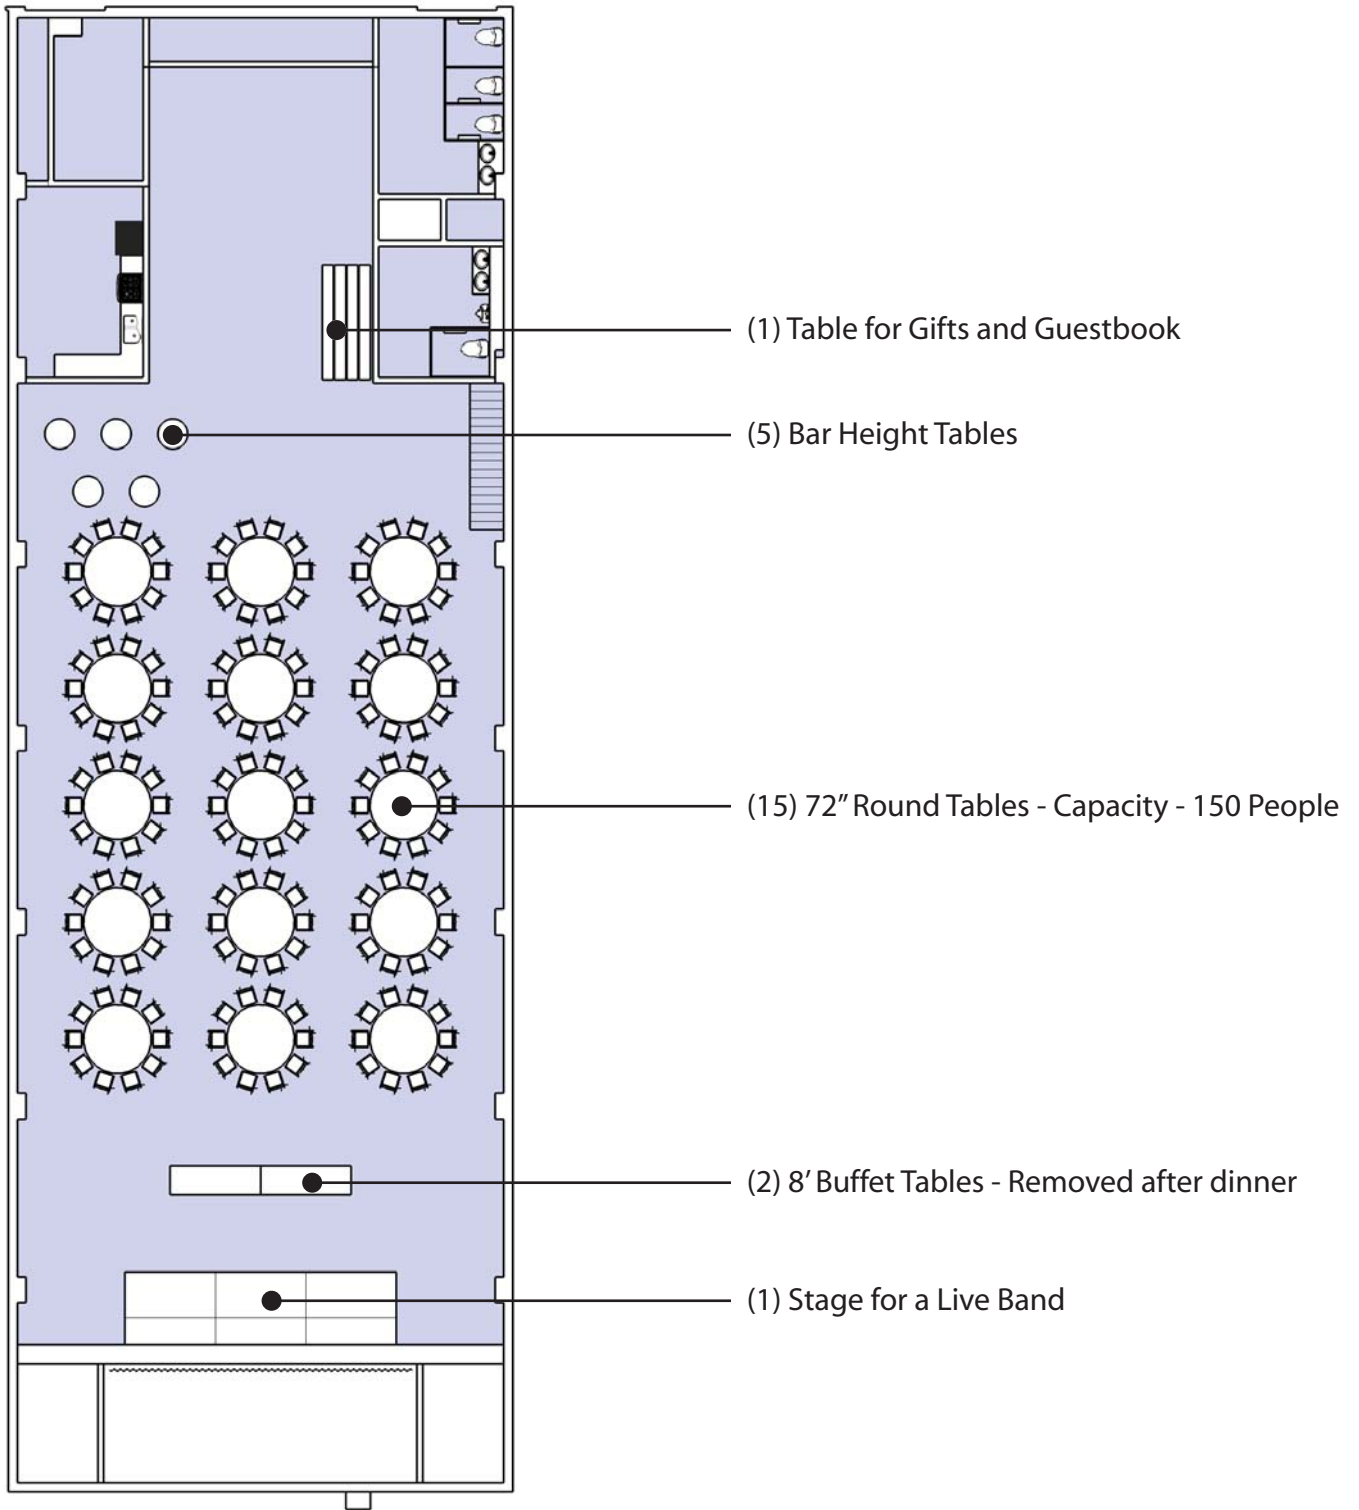 (1) Table for Gifts and Guestbook
(5) Bar Height Tables
(15) 72” Round Tables - Capacity - 150 People
(2) 8’ Buffet Tables - Removed after dinner
(1) Stage for a Live Band